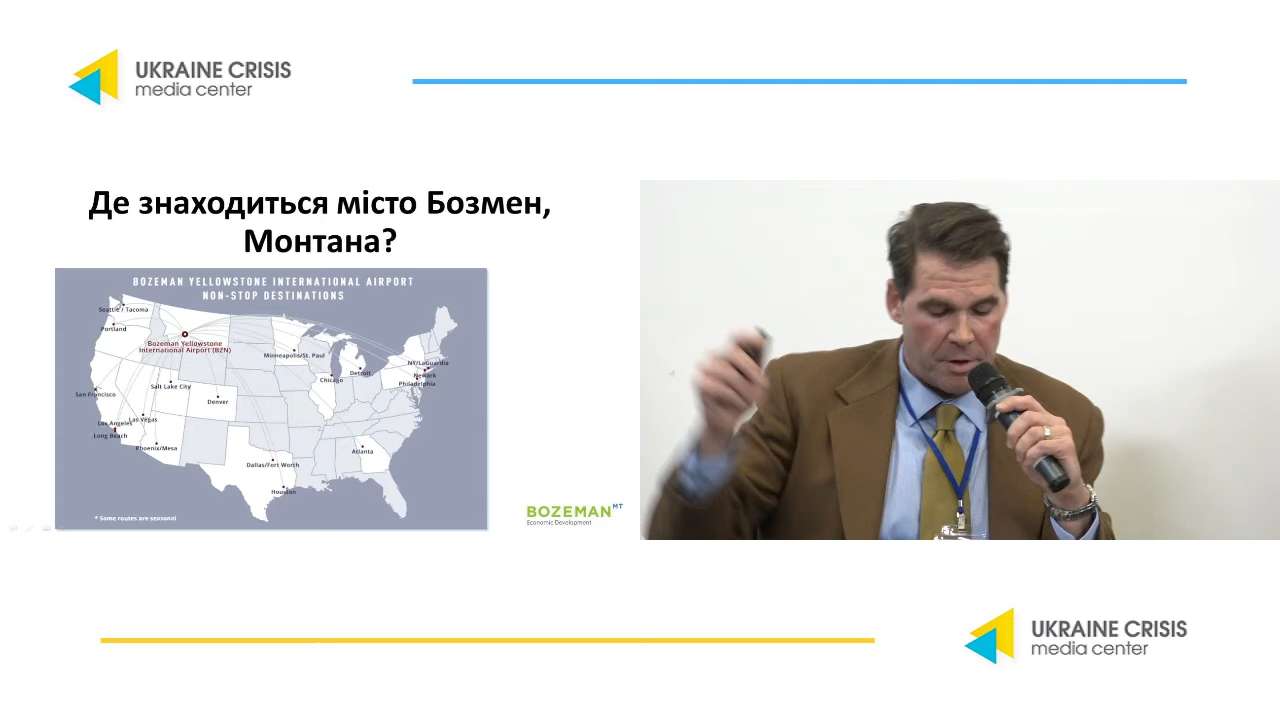 UKRAINE CRISIS
media center
Де знаходиться місто Бозмен,
Монтана?
BOZEMAN YELLOWSTONE INTERNATIONAL AIRPORT
NON-STOP DESTINATIONS
Seattle / Tacoma
Portland
Bozeman Yellowstone
International Airport (BZN)
Minneapolis/St. Paul
NY/LaGuardia
Newark
Philadelphia
Detroit
Chicago
Salt Lake City
San Francisco
Denver
Las Vegas
Los Angeles
Long Beach
Phoenix/Mesa
Atlanta
Dallas/Fort Worth
Houston
* Some routes are seasonal
BOZEMAN MT
Economic Development
UKRAINE CRISIS
media center